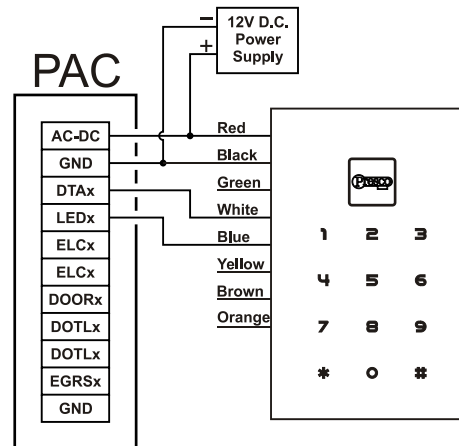 12V D.C.
Power
Supply
−
+
PAC
AC-DC
GND
DTAx
LEDx
ELCx
ELCx
DOORx
DOTLx
DOTLx
EGRSx
GND
Red
Black
Green
White
Blue
Yellow
Brown
Orange
Presco
1 2 3
4 5 6
7 8 9
* 0 #